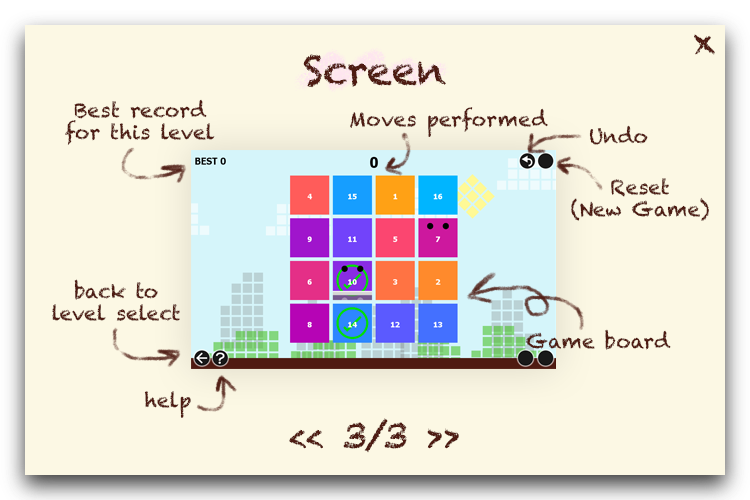 x
Screen
Best record
for this level
Moves performed
Undo
BEST 0
0
Reset
(New Game)
4 15 1 16
9 11 5 7
6 10 3 2
8 14 12 13
back to
level select
Game board
?
help
<< 3/3 >>